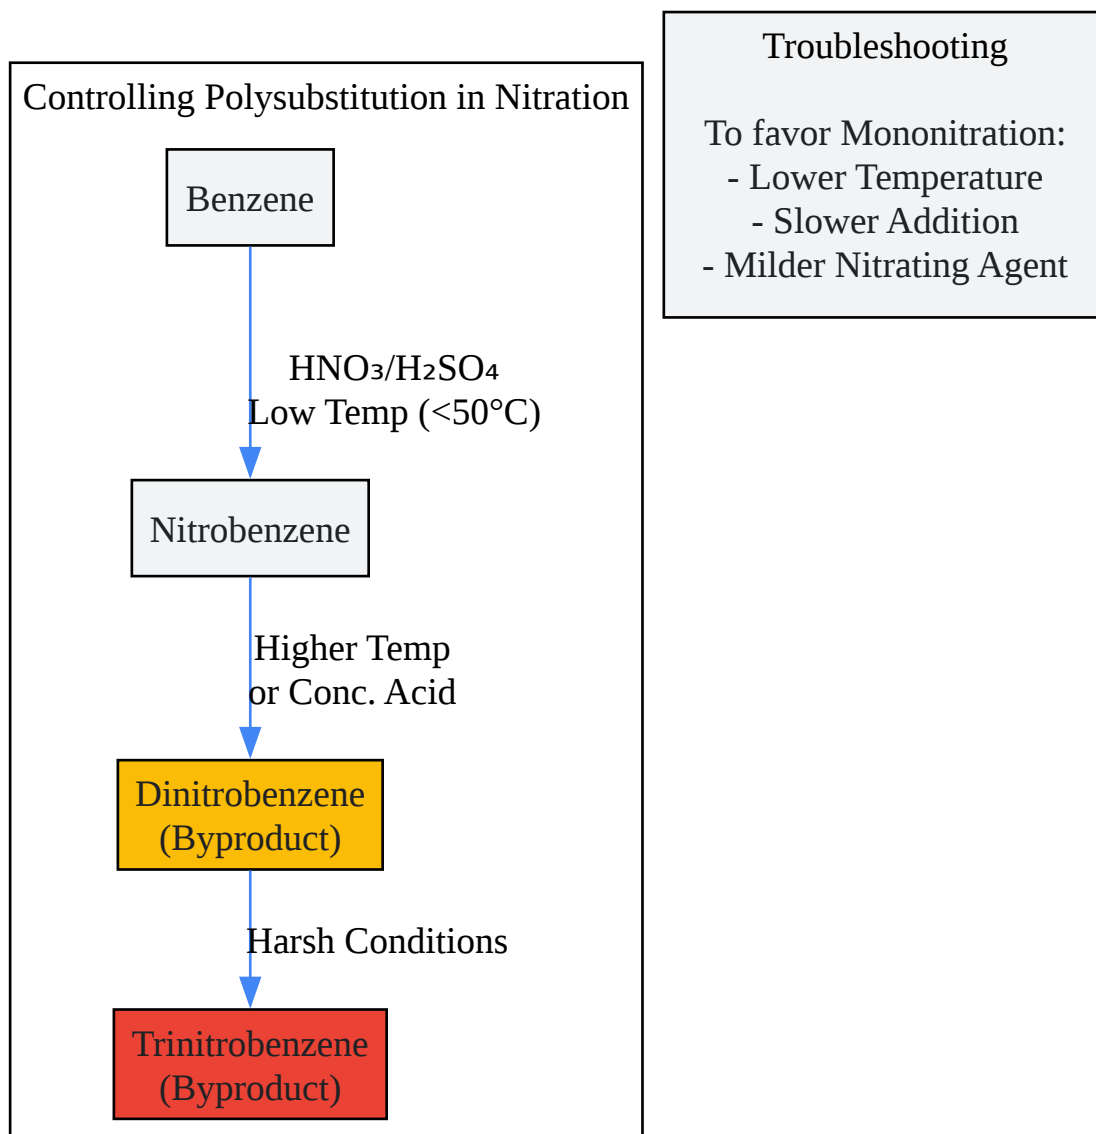 Controlling Polysubstitution in Nitration
Benzene
HNO₃/H₂SO₄
Low Temp (<50°C)
Nitrobenzene
Higher Temp
or Conc. Acid
Dinitrobenzene
(Byproduct)
Harsh Conditions
Trinitrobenzene
(Byproduct)
Troubleshooting
To favor Mononitration:
- Lower Temperature
- Slower Addition
- Milder Nitrating Agent